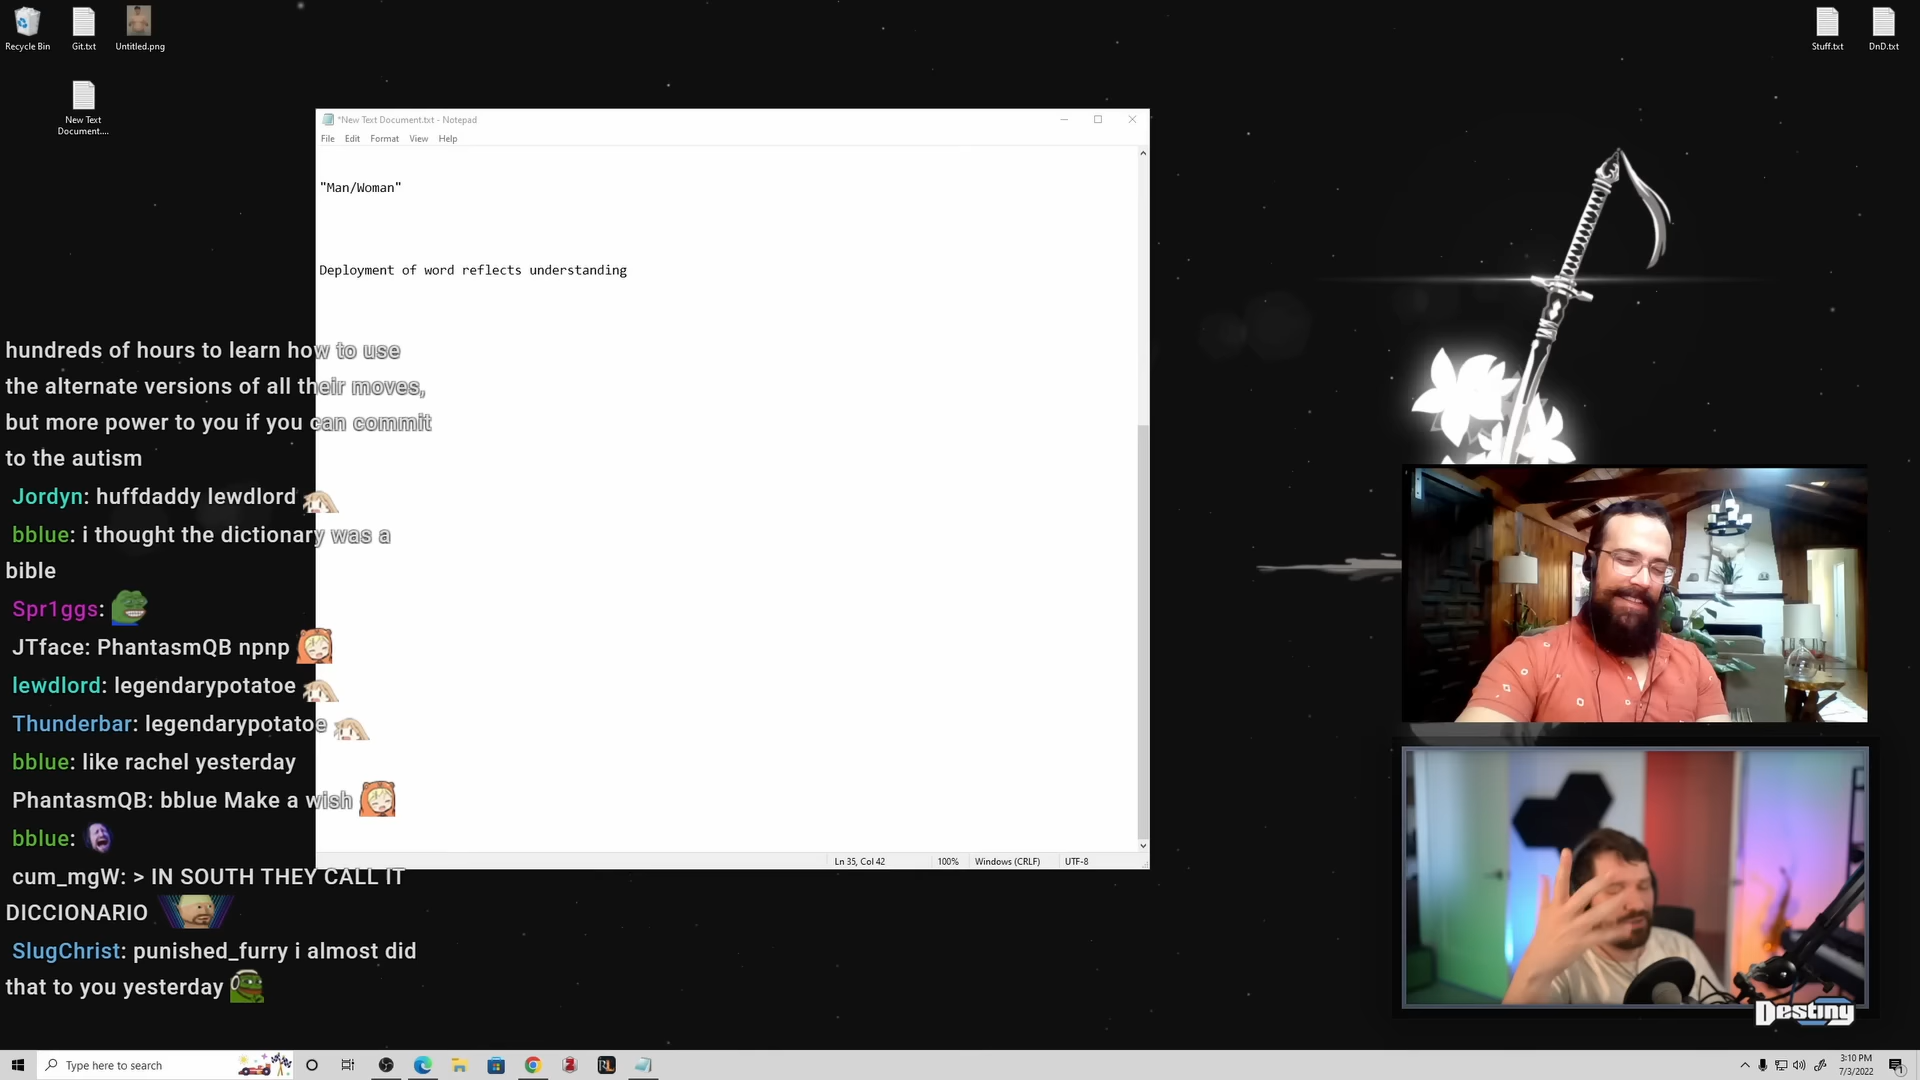 Recycle Bin
Git.txt
Untitled.png
Stuff.txt
DnD.txt
New Text
Document....
*New Text Document.txt - Notepad
File Edit Format View Help
"Man/Woman"
Deployment of word reflects understanding
hundreds of hours to learn how to use
the alternate versions of all their moves,
but more power to you if you can commit
to the autism
Jordyn: huffdaddy lewdlord
bblue: i thought the dictionary was a
bible
Spr1ggs:
JTface: PhantasmQB npnp
lewdlord: legendarypotatoe
Thunderbar: legendarypotatoe
bblue: like rachel yesterday
PhantasmQB: bblue Make a wish
bblue:
cum_mgW: > IN SOUTH THEY CALL IT
DICCIONARIO
SlugChrist: punished_furry i almost did
that to you yesterday
Ln 35, Col 42 100% Windows (CRLF) UTF-8
Destiny
Type here to search
3:10 PM
7/3/2022